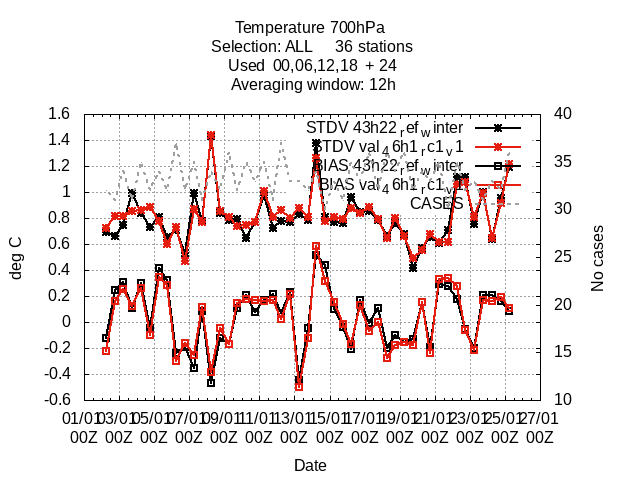 Temperature 700hPa
Selection: ALL     36 stations
Used  00,06,12,18  + 24
Averaging window: 12h
1.6
1.4
1.2
1
0.8
0.6
0.4
0.2
0
-0.2
-0.4
-0.6
deg C
40
35
30
25
20
15
10
No cases
STDV 43h22_ref_winter
STDV val_46h1_rc1_v1
BIAS 43h22_ref_winter
BIAS val_46h1_rc1_v1
CASES
01/01 03/01 05/01 07/01 09/01 11/01 13/01 15/01 17/01 19/01 21/01 23/01 25/01 27/01
00Z 00Z 00Z 00Z 00Z 00Z 00Z 00Z 00Z 00Z 00Z 00Z 00Z 00Z
Date